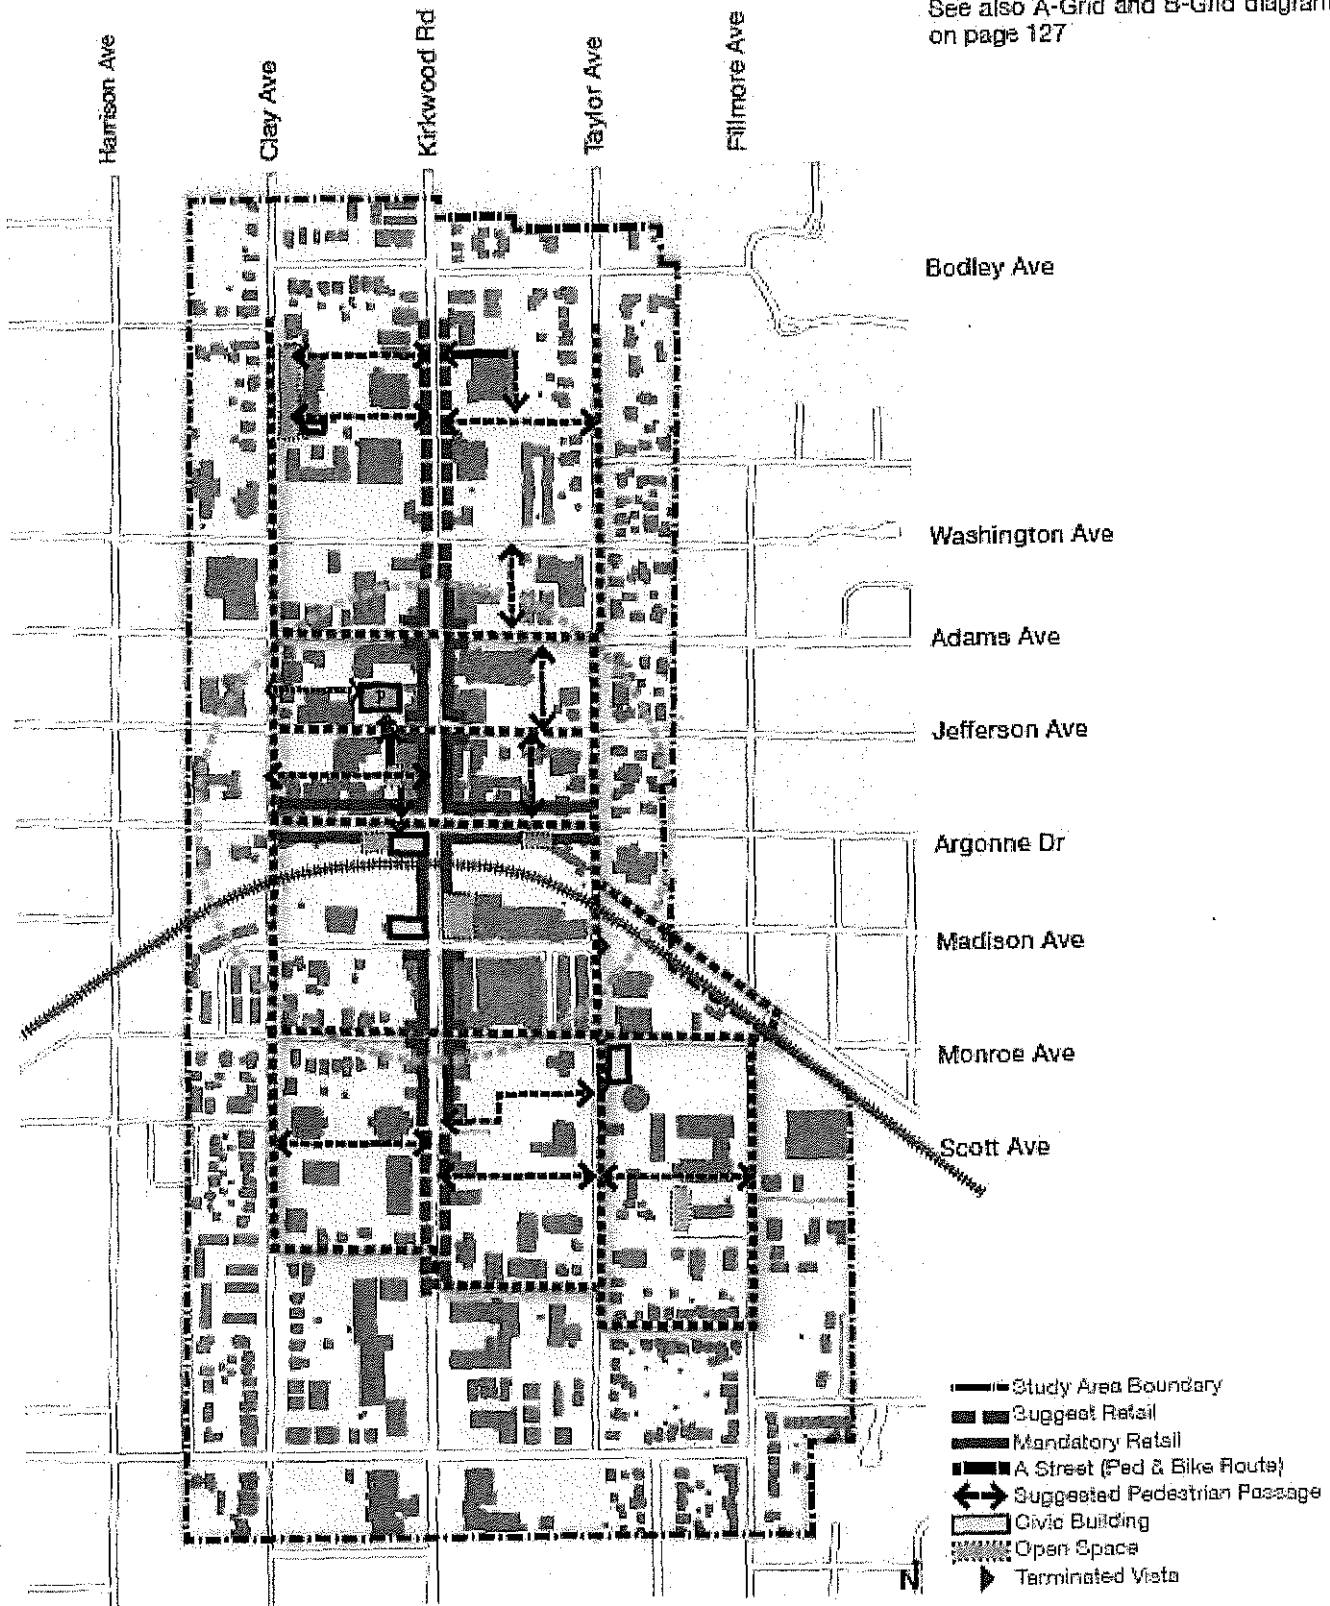 See also A-Grid and B-Grid diagram
on page 127
Harrison Ave
Clay Ave
Kirkwood Rd
Taylor Ave
Fillmore Ave
Bodley Ave
Washington Ave
Adams Ave
P
Jefferson Ave
Argonne Dr
Madison Ave
Monroe Ave
Scott Ave
Study Area Boundary
Suggest Retail
Mandatory Retail
A Street (Ped & Bike Route)
Suggested Pedestrian Passage
Civic Building
Open Space
Terminated Vista
N